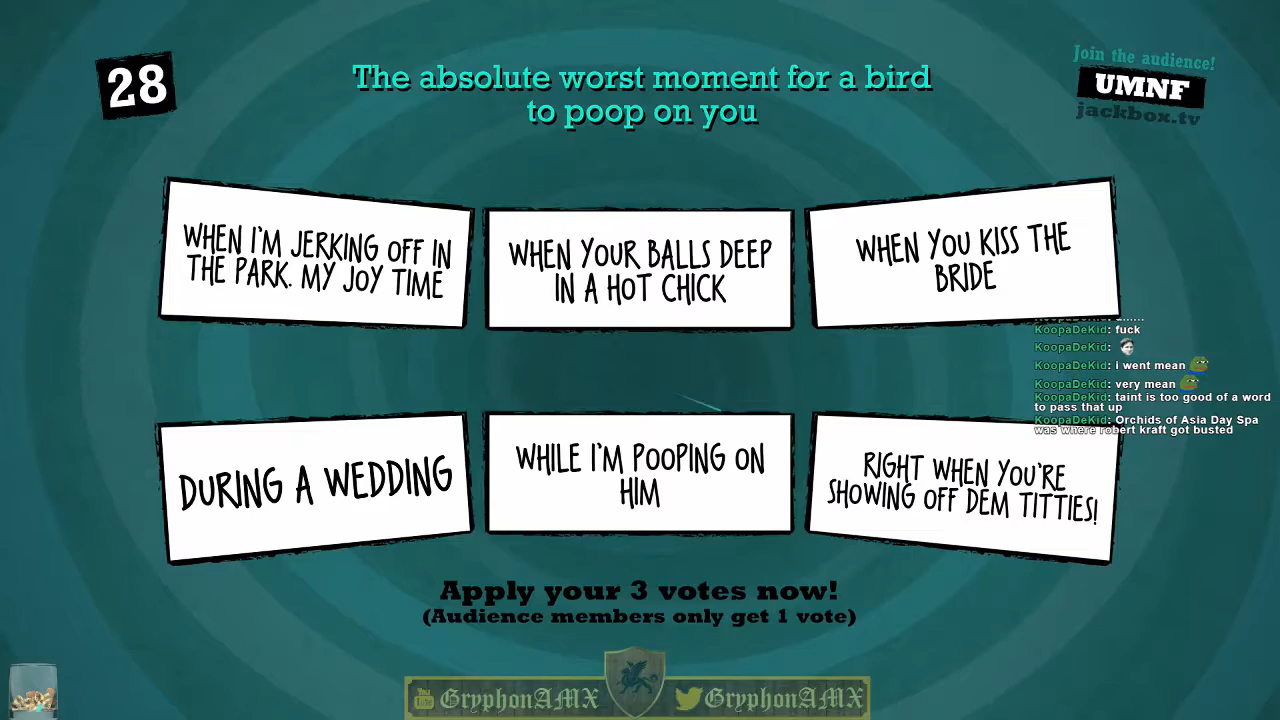 28
The absolute worst moment for a bird
to poop on you
Join the audience!
UMNF
jackbox.tv
WHEN I'M JERKING OFF IN
THE PARK. MY JOY TIME
WHEN YOUR BALLS DEEP
IN A HOT CHICK
WHEN YOU KISS THE
BRIDE
KoopaDeKid: fuck
KoopaDeKid:
KoopaDeKid: i went mean
KoopaDeKid: very mean
KoopaDeKid: taint is too good of a word
to pass that up
KoopaDeKid: Orchids of Asia Day Spa
was where robert kraft got busted
DURING A WEDDING
WHILE I'M POOPING ON
HIM
RIGHT WHEN YOU'RE
SHOWING OFF DEM TITTIES!
Apply your 3 votes now!
(Audience members only get 1 vote)
You Tube GryphonAMX
GryphonAMX